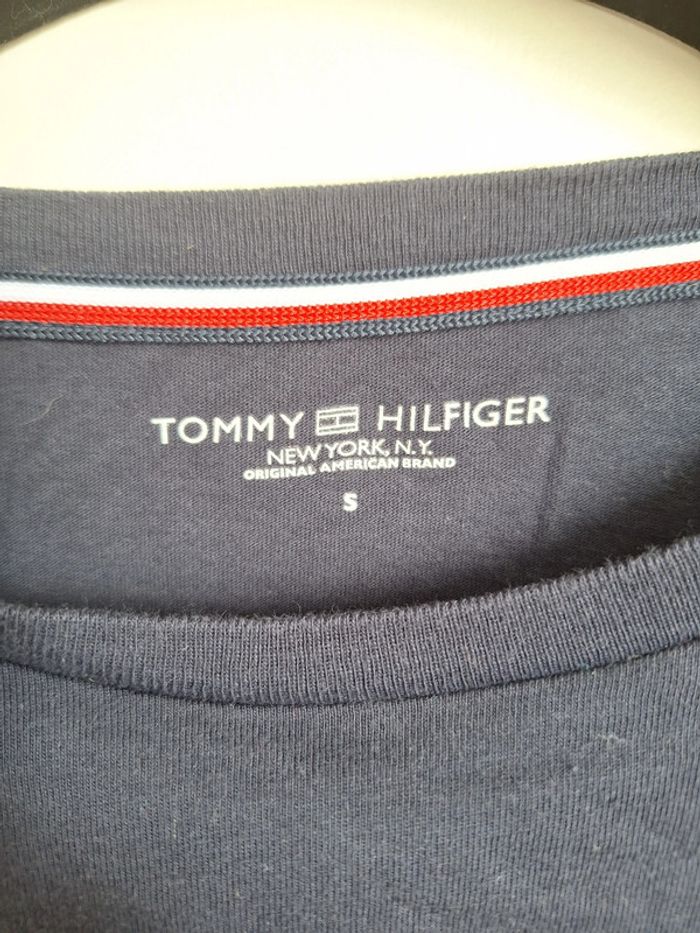 TOMMY HILFIGER
NEW YORK, N.Y.
ORIGINAL AMERICAN BRAND
S